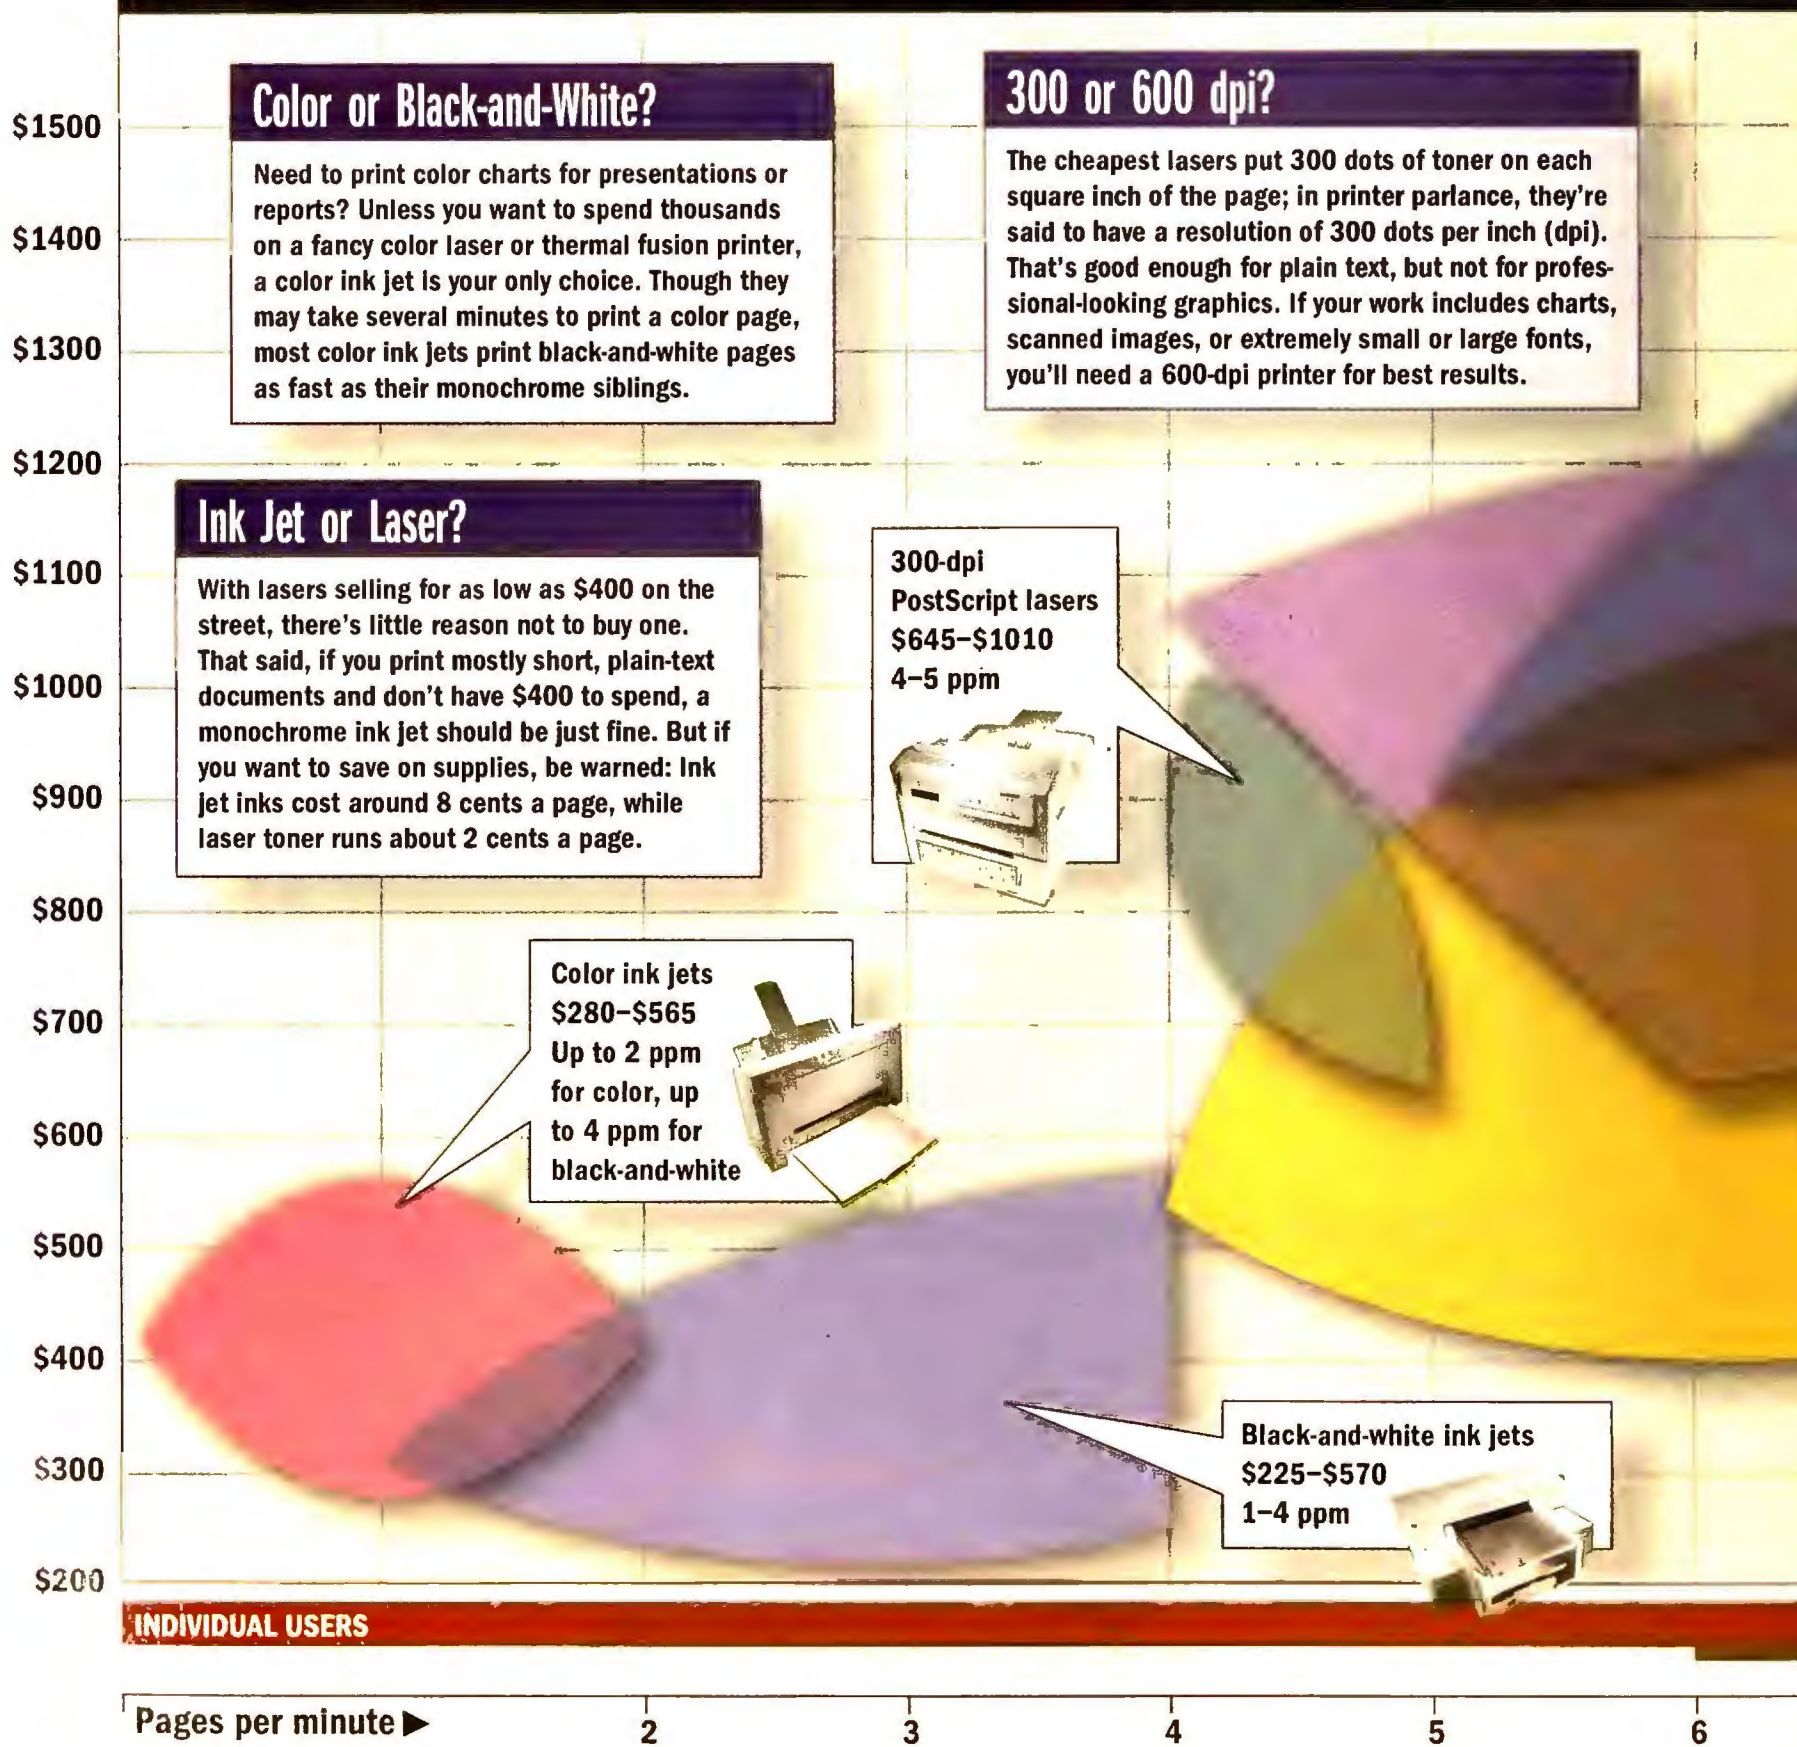 Color or Black-and-White?
Need to print color charts for presentations or
reports? Unless you want to spend thousands
on a fancy color laser or thermal fusion printer,
a color ink jet is your only choice. Though they
may take several minutes to print a color page,
most color ink jets print black-and-white pages
as fast as their monochrome siblings.
300 or 600 dpi?
The cheapest lasers put 300 dots of toner on each
square inch of the page; in printer parlance, they're
said to have a resolution of 300 dots per inch (dpi).
That's good enough for plain text, but not for profes-
sional-looking graphics. If your work includes charts,
scanned images, or extremely small or large fonts,
you'll need a 600-dpi printer for best results.
Ink Jet or Laser?
With lasers selling for as low as $400 on the
street, there's little reason not to buy one.
That said, if you print mostly short, plain-text
documents and don't have $400 to spend, a
monochrome ink jet should be just fine. But if
you want to save on supplies, be warned: Ink
jet inks cost around 8 cents a page, while
laser toner runs about 2 cents a page.
300-dpi
PostScript lasers
$645–$1010
4–5 ppm
Color ink jets
$280–$565
Up to 2 ppm
for color, up
to 4 ppm for
black-and-white
Black-and-white ink jets
$225–$570
1–4 ppm
$1500
$1400
$1300
$1200
$1100
$1000
$900
$800
$700
$600
$500
$400
$300
$200
INDIVIDUAL USERS
Pages per minute ▶
2
3
4
5
6